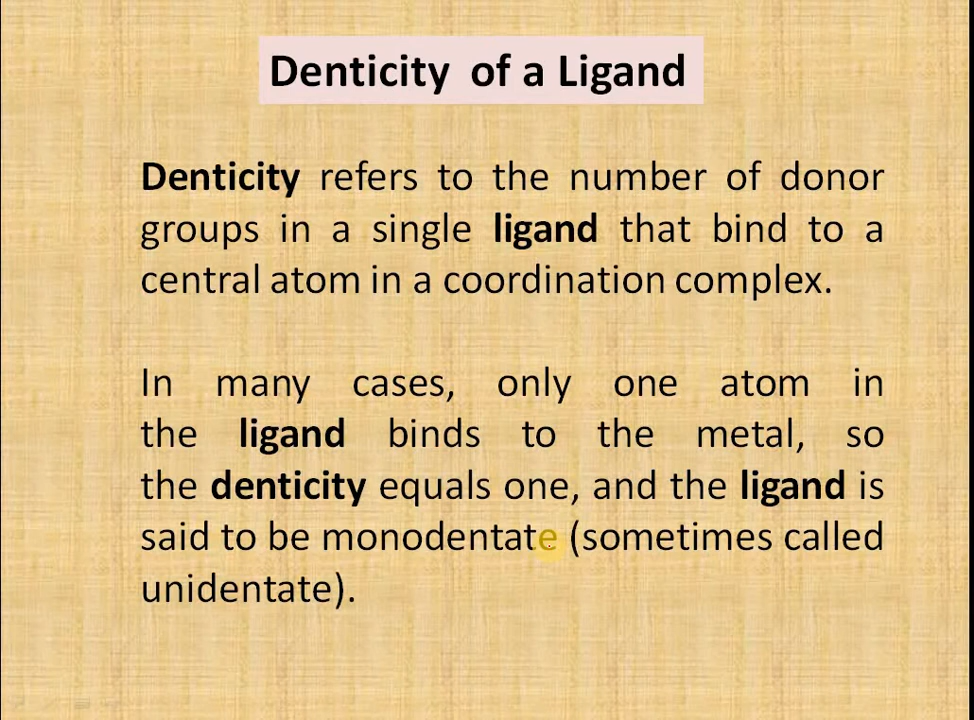 Denticity of a Ligand
Denticity refers to the number of donor
groups in a single ligand that bind to a
central atom in a coordination complex.
In many cases, only one atom in
the ligand binds to the metal, so
the denticity equals one, and the ligand is
said to be monodentate (sometimes called
unidentate).